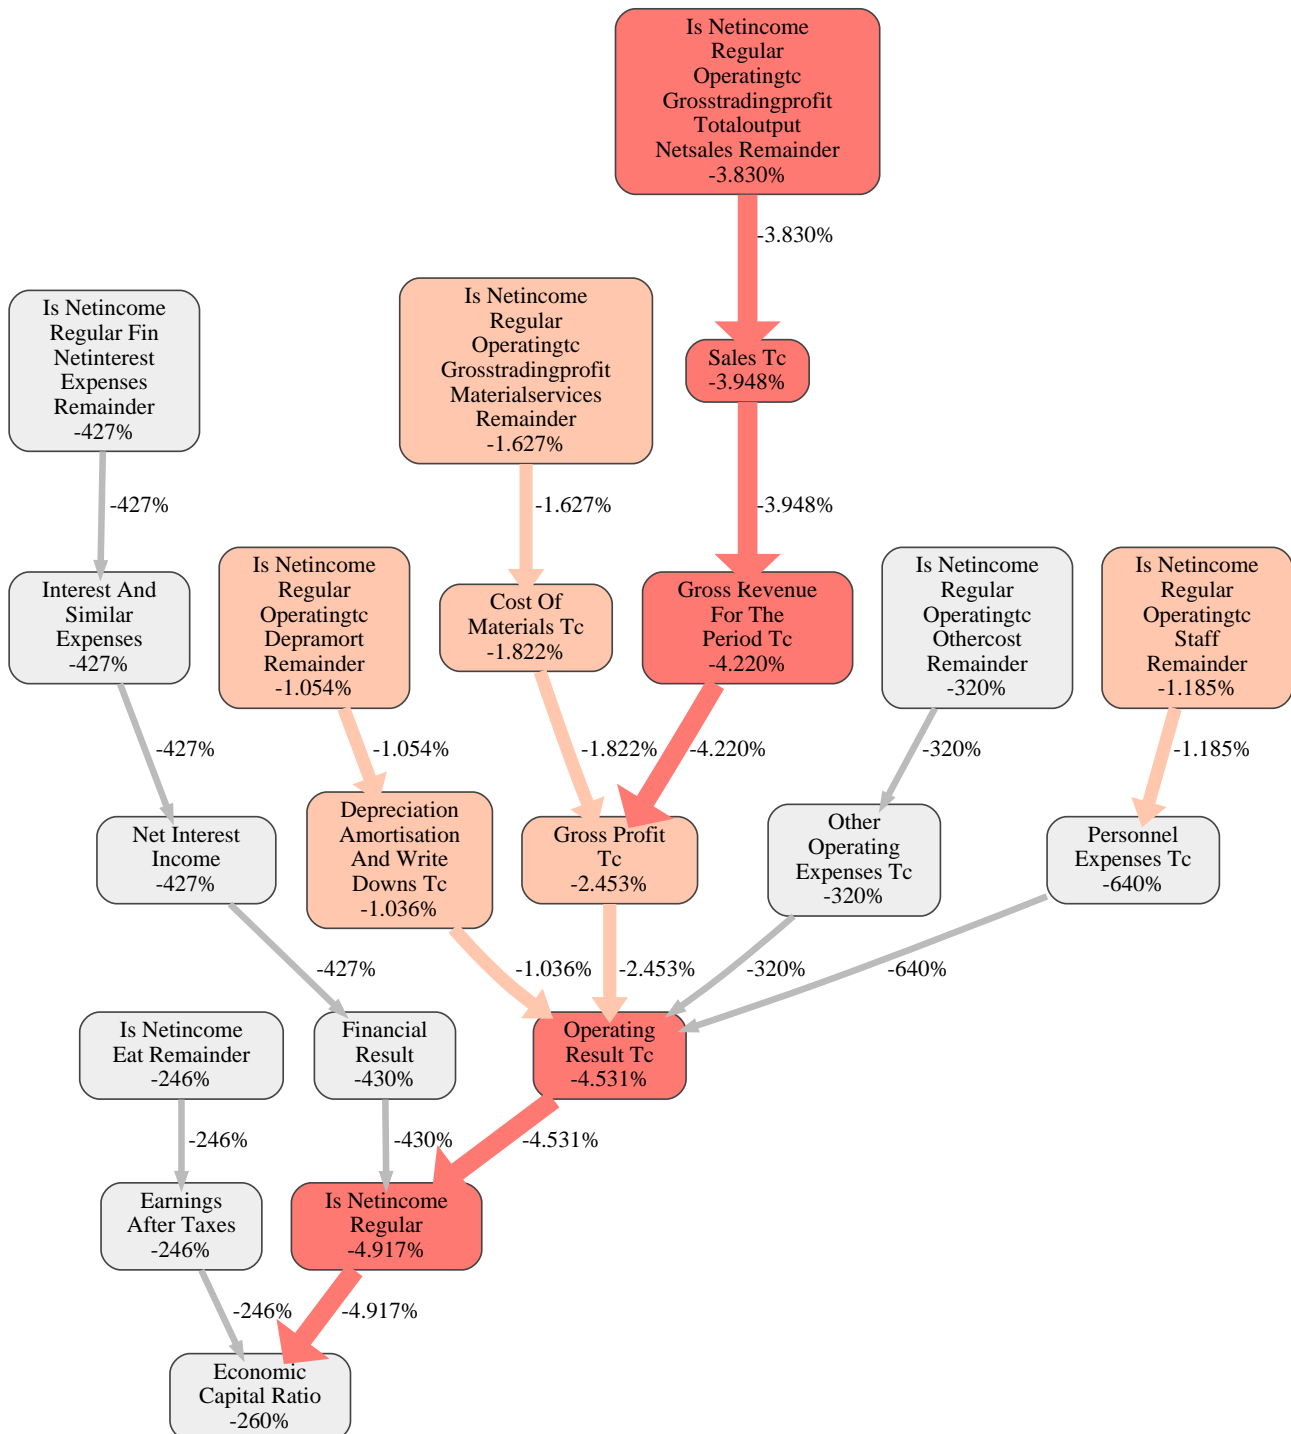 Is Netincome
Regular
Operatingtc
Grosstradingprofit
Totaloutput
Netsales Remainder
-3.830%
-3.830%
Is Netincome
Regular Fin
Netinterest
Expenses
Remainder
-427%
Is Netincome
Regular
Operatingtc
Grosstradingprofit
Materialservices
Remainder
-1.627%
Sales Tc
-3.948%
-427%
-1.627%
-3.948%
Interest And
Similar
Expenses
-427%
Is Netincome
Regular
Operatingtc
Depramort
Remainder
-1.054%
Cost Of
Materials Tc
-1.822%
Gross Revenue
For The
Period Tc
-4.220%
Is Netincome
Regular
Operatingtc
Othercost
Remainder
-320%
Is Netincome
Regular
Operatingtc
Staff
Remainder
-1.185%
-427%
-1.054%
-1.822%
-4.220%
-320%
-1.185%
Net Interest
Income
-427%
Depreciation
Amortisation
And Write
Downs Tc
-1.036%
Gross Profit
Tc
-2.453%
Other
Operating
Expenses Tc
-320%
Personnel
Expenses Tc
-640%
-427%
-1.036%
-2.453%
-320%
-640%
Is Netincome
Eat Remainder
-246%
Financial
Result
-430%
Operating
Result Tc
-4.531%
-246%
-430%
-4.531%
Earnings
After Taxes
-246%
Is Netincome
Regular
-4.917%
-246%
-4.917%
Economic
Capital Ratio
-260%